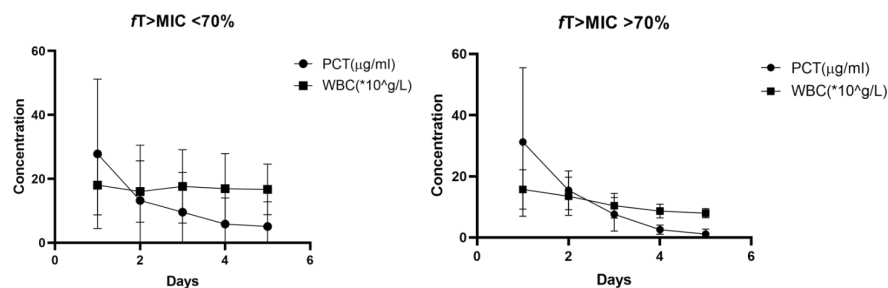 fT>MIC <70%
PCT(μg/ml)
WBC(*10^g/L)
60
40
20
0
Concentration
0
2
4
6
Days
fT>MIC >70%
PCT(μg/ml)
WBC(*10^g/L)
60
40
20
0
Concentration
0
2
4
6
Days